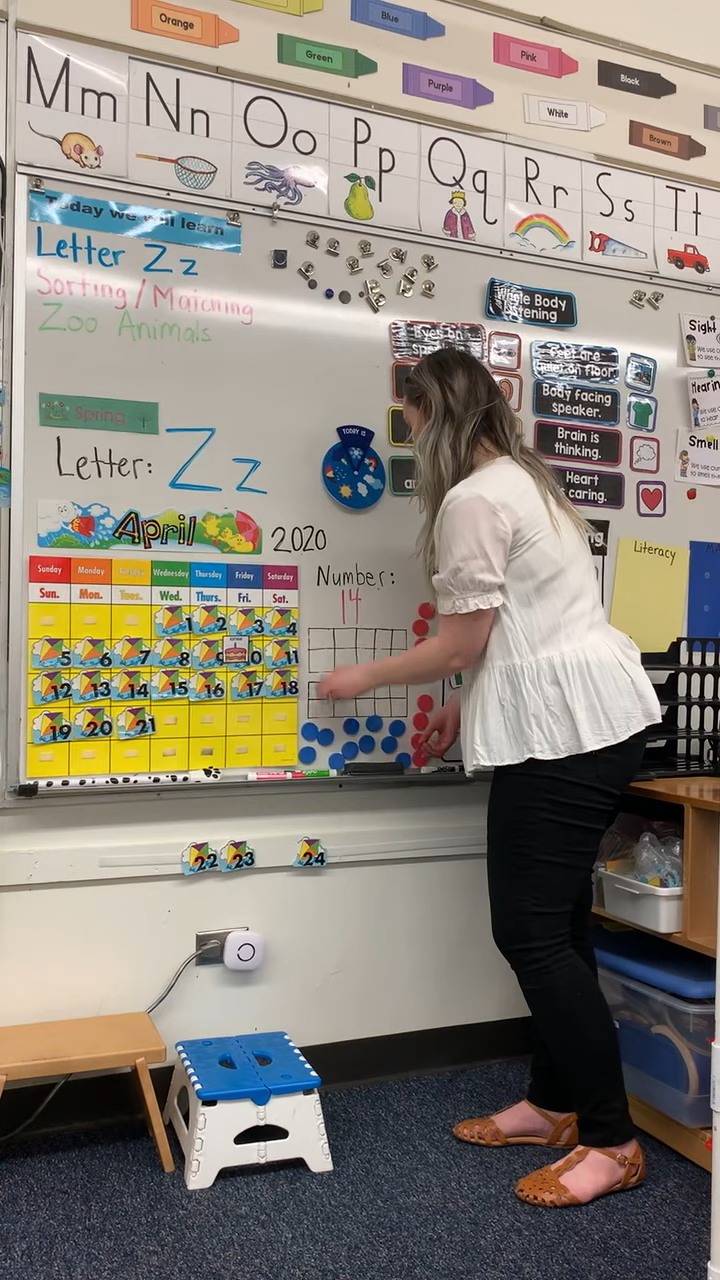 Orange
Green
Blue
Purple
Pink
White
Black
Brown
Mm Nn Oo Pp Qq Rr Ss Tt
Today we will learn
Letter Zz
Sorting / Matching
Zoo Animals
Spring
Letter: Zz
TODAY IS
April 2020
Sunday Monday Tuesday Wednesday Thursday Friday Saturday
Sun. Mon. Tues. Wed. Thurs. Fri. Sat.
1 2 3 4
5 6 7 8 9 10 11
12 13 14 15 16 17 18
19 20 21
22 23 24
Number:
14
Whole Body
Listening
Eyes on
Feet are
quiet on floor.
Body facing
speaker.
Brain is
thinking.
Heart
is caring.
Sight
Hearing
Smell
Literacy